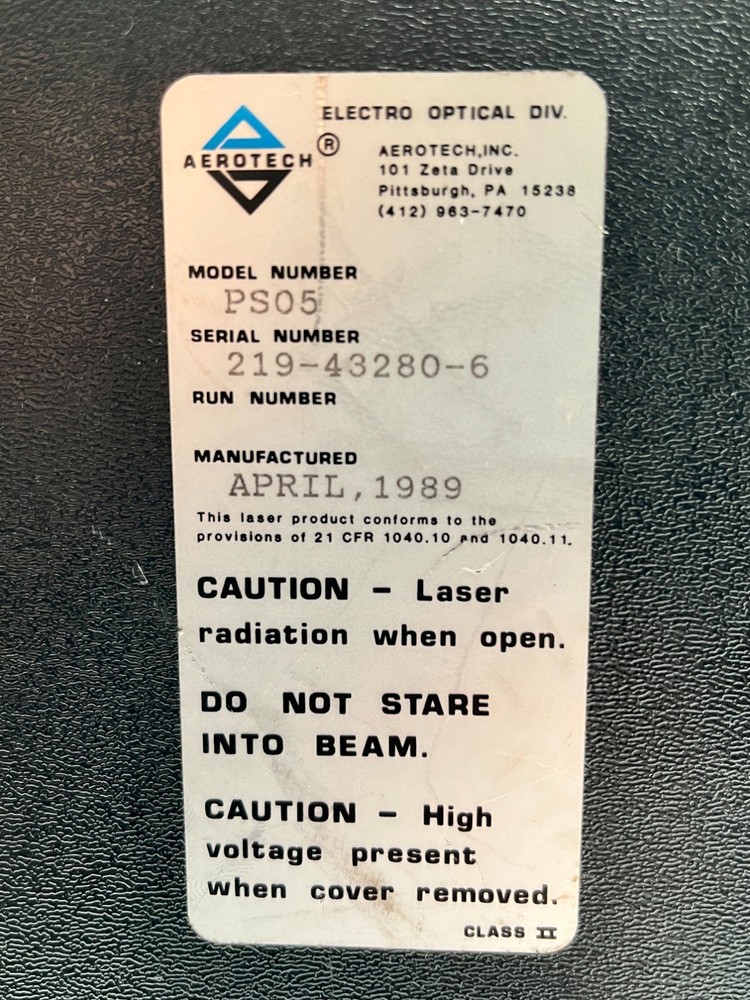 ELECTRO OPTICAL DIV.
AEROTECH®
AEROTECH,INC.
101 Zeta Drive
Pittsburgh, PA 15238
(412) 963-7470
MODEL NUMBER
PS05
SERIAL NUMBER
219-43280-6
RUN NUMBER
MANUFACTURED
APRIL,1989
This laser product conforms to the
provisions of 21 CFR 1040.10 and 1040.11.
CAUTION - Laser
radiation when open.
DO NOT STARE
INTO BEAM.
CAUTION - High
voltage present
when cover removed.
CLASS II